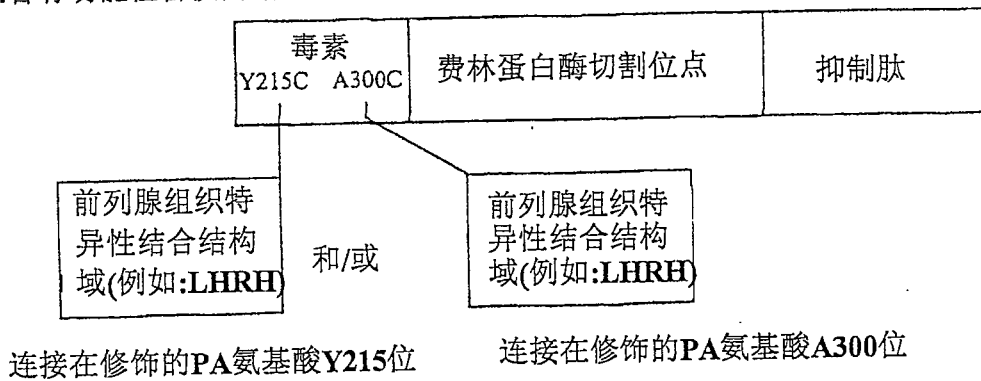 毒素
Y215C A300C
费林蛋白酶切割位点
抑制肽
前列腺组织特
异性结合结构
域(例如:LHRH)
和/或
前列腺组织特
异性结合结构
域(例如:LHRH)
连接在修饰的PA氨基酸Y215位
连接在修饰的PA氨基酸A300位